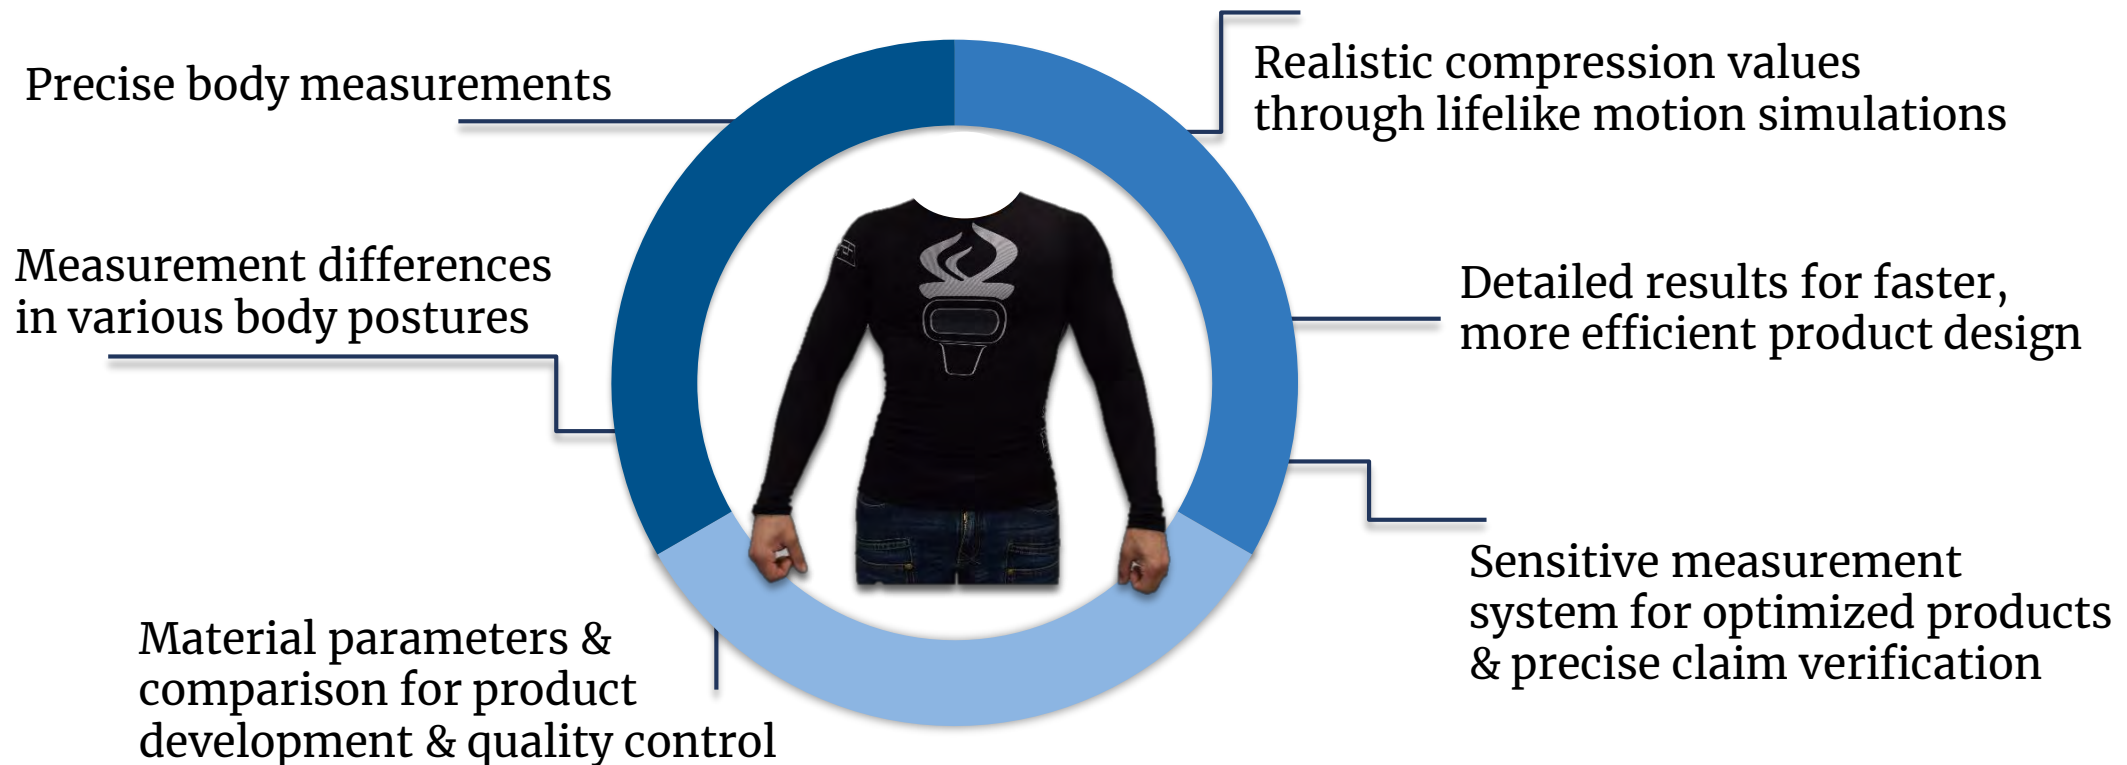 Precise body measurements
Measurement differences
in various body postures
Material parameters &
comparison for product
development & quality control
Realistic compression values
through lifelike motion simulations
Detailed results for faster,
more efficient product design
Sensitive measurement
system for optimized products
& precise claim verification